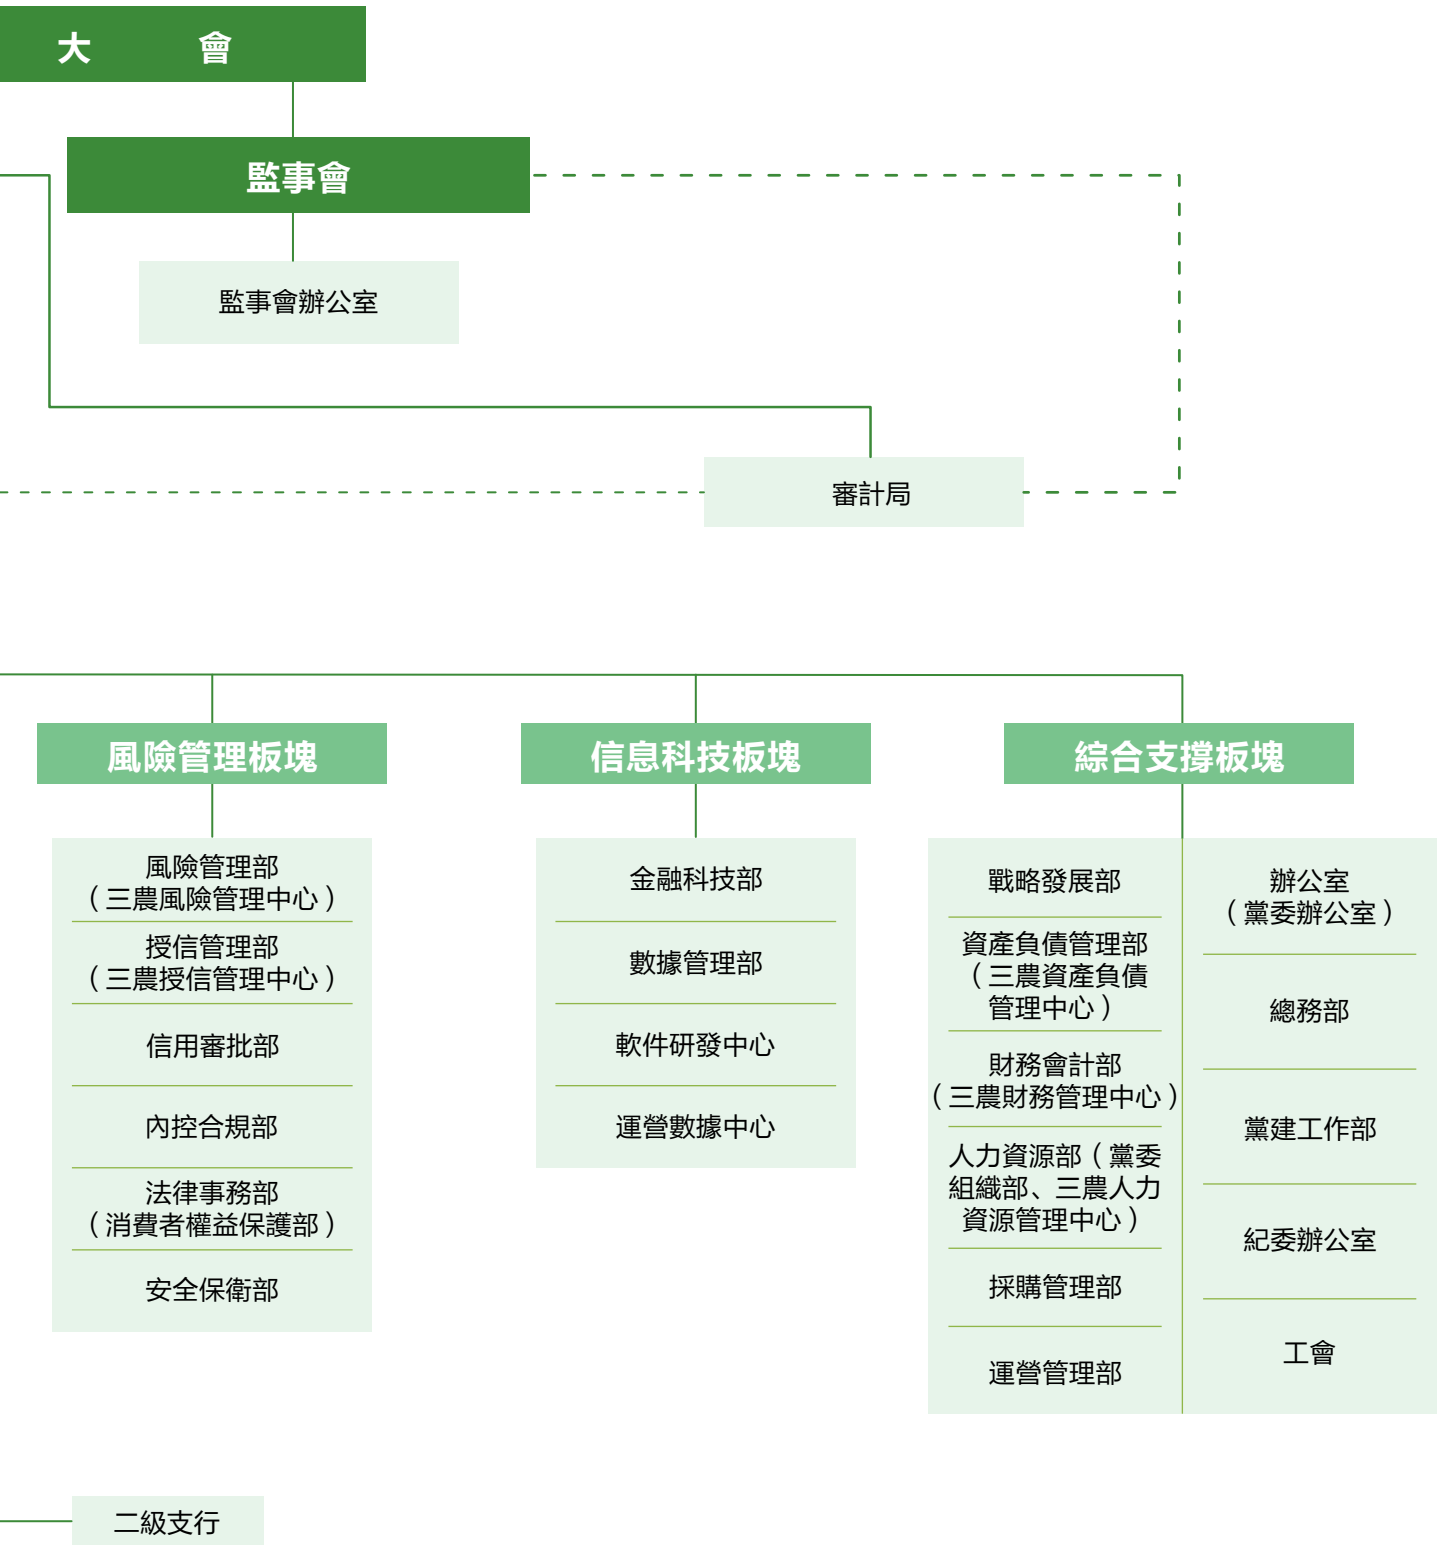 大 會
監事會
監事會辦公室
審計局
風險管理板塊
風險管理部
（三農風險管理中心）
授信管理部
（三農授信管理中心）
信用審批部
內控合規部
法律事務部
（消費者權益保護部）
安全保衛部
信息科技板塊
金融科技部
數據管理部
軟件研發中心
運營數據中心
綜合支撐板塊
戰略發展部
資產負債管理部
（三農資產負債
管理中心）
財務會計部
（三農財務管理中心）
人力資源部（黨委
組織部、三農人力
資源管理中心）
採購管理部
運營管理部
辦公室
（黨委辦公室）
總務部
黨建工作部
紀委辦公室
工會
二級支行